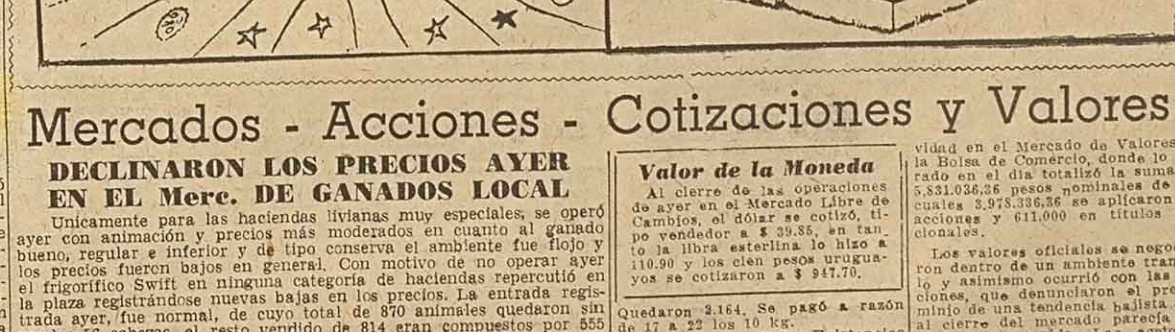 Mercados - Acciones - Cotizaciones y Valores
DECLINARON LOS PRECIOS AYER
EN EL Merc. DE GANADOS LOCAL
Unicamente para las haciendas livianas muy especiales, se operó
ayer con animación y precios más moderados en cuanto al ganado
bueno, regular e inferior y de tipo conserva el ambiente fue flojo y
los precios fueron bajos en general. Con motivo de no operar ayer
el frigorífico Swift en ninguna categoría de haciendas repercutió en
la plaza registrándose nuevas bajas en los precios. La entrada regis-
trada ayer, fue normal, de cuyo total de 870 animales quedaron sin
el resto vendido de 814 eran compuestos por 555
Valor de la Moneda
Al cierre de las operaciones
de ayer en el Mercado Libre de
Cambios, el dólar se cotizó, ti-
po vendedor a $ 39.85, en tan_
to la libra esterlina lo hizo a
110.90 y los cien pesos urugua-
yos se cotizaron a $ 947.70.
Quedaron 2.164. Se pagó a razón
de 17 a 22 los 10 kg.
vidad en el Mercado de Valores
la Bolsa de Comercio, donde lo
rado en el día totalizó la suma
5.831.036,36 pesos nominales de
cuales 3.978.336,36 se aplicaron
acciones y 611.000 en títulos
cionales.
Los valores oficiales se nego
ron dentro de un ambiente tran
lo y asimismo ocurrió con las
ciones, que denunciaron el pre
minio de una tendencia bajista
al cierre del mercado parecía